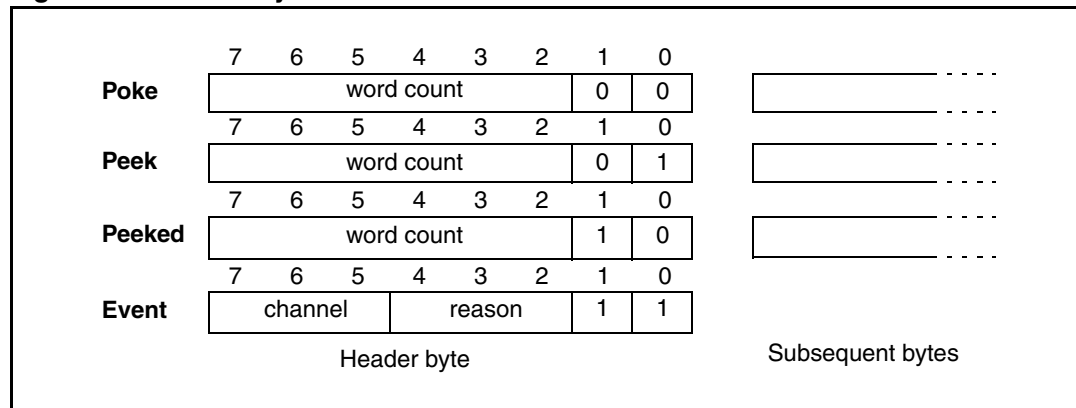 7 6 5 4 3 2 1 0
Poke word count 0 0
7 6 5 4 3 2 1 0
Peek word count 0 1
7 6 5 4 3 2 1 0
Peeked word count 1 0
7 6 5 4 3 2 1 0
Event channel reason 1 1
Header byte Subsequent bytes